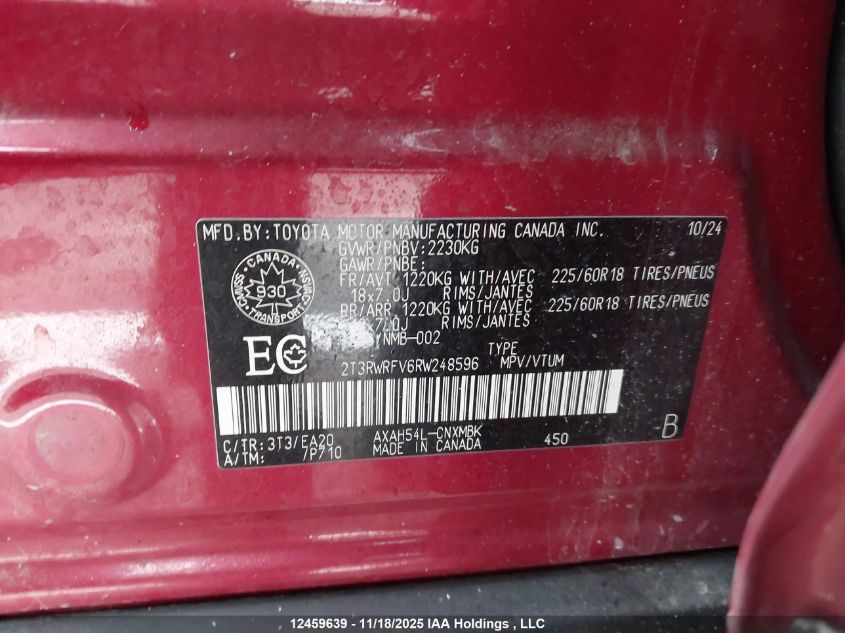 MFD.BY:TOYOTA MOTOR MANUFACTURING CANADA INC. 10/24
GVWR/PNBV:2230KG
GAWR/PNBE:
FR/AVT 1220KG WITH/AVEC 225/60R18 TIRES/PNEUS
18x7.0J RIMS/JANTES
RR/ARR 1220KG WITH/AVEC 225/60R18 TIRES/PNEUS
7.0J RIMS/JANTES
YNMB-002
CANADA
930
TRANSPORT
EC
TYPE
2T3RWRFV6RW248596 MPV/VTUM
C/TR:3T3/EA20 AXAH54L-CNXMBK 450 -B
A/TM: 7P710 MADE IN CANADA
12459639 - 11/18/2025 IAA Holdings , LLC